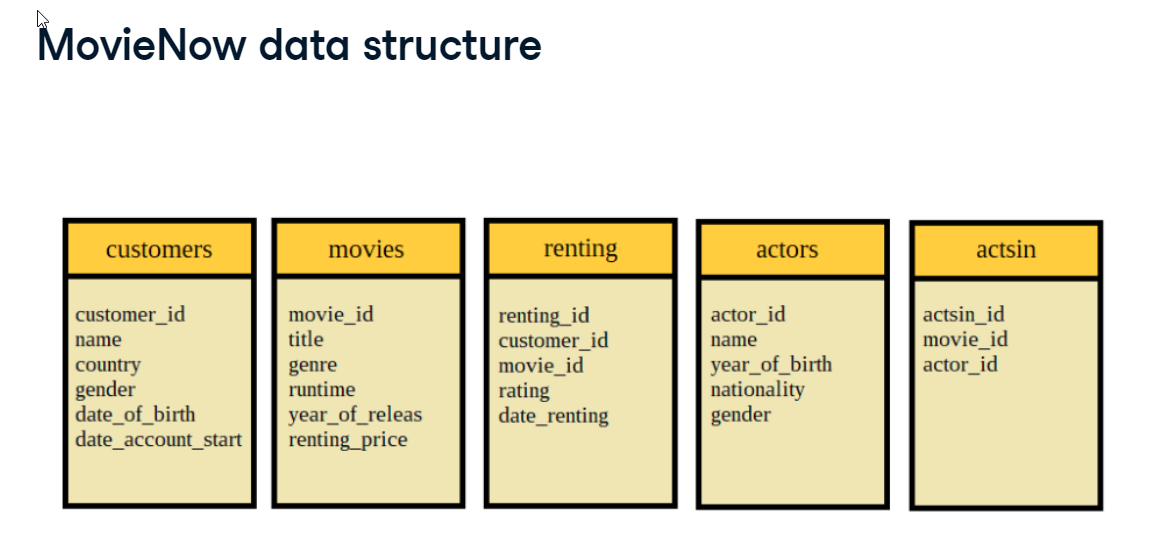 MovieNow data structure
customers
customer_id
name
country
gender
date_of_birth
date_account_start
movies
movie_id
title
genre
runtime
year_of_releas
renting_price
renting
renting_id
customer_id
movie_id
rating
date_renting
actors
actor_id
name
year_of_birth
nationality
gender
actsin
actsin_id
movie_id
actor_id